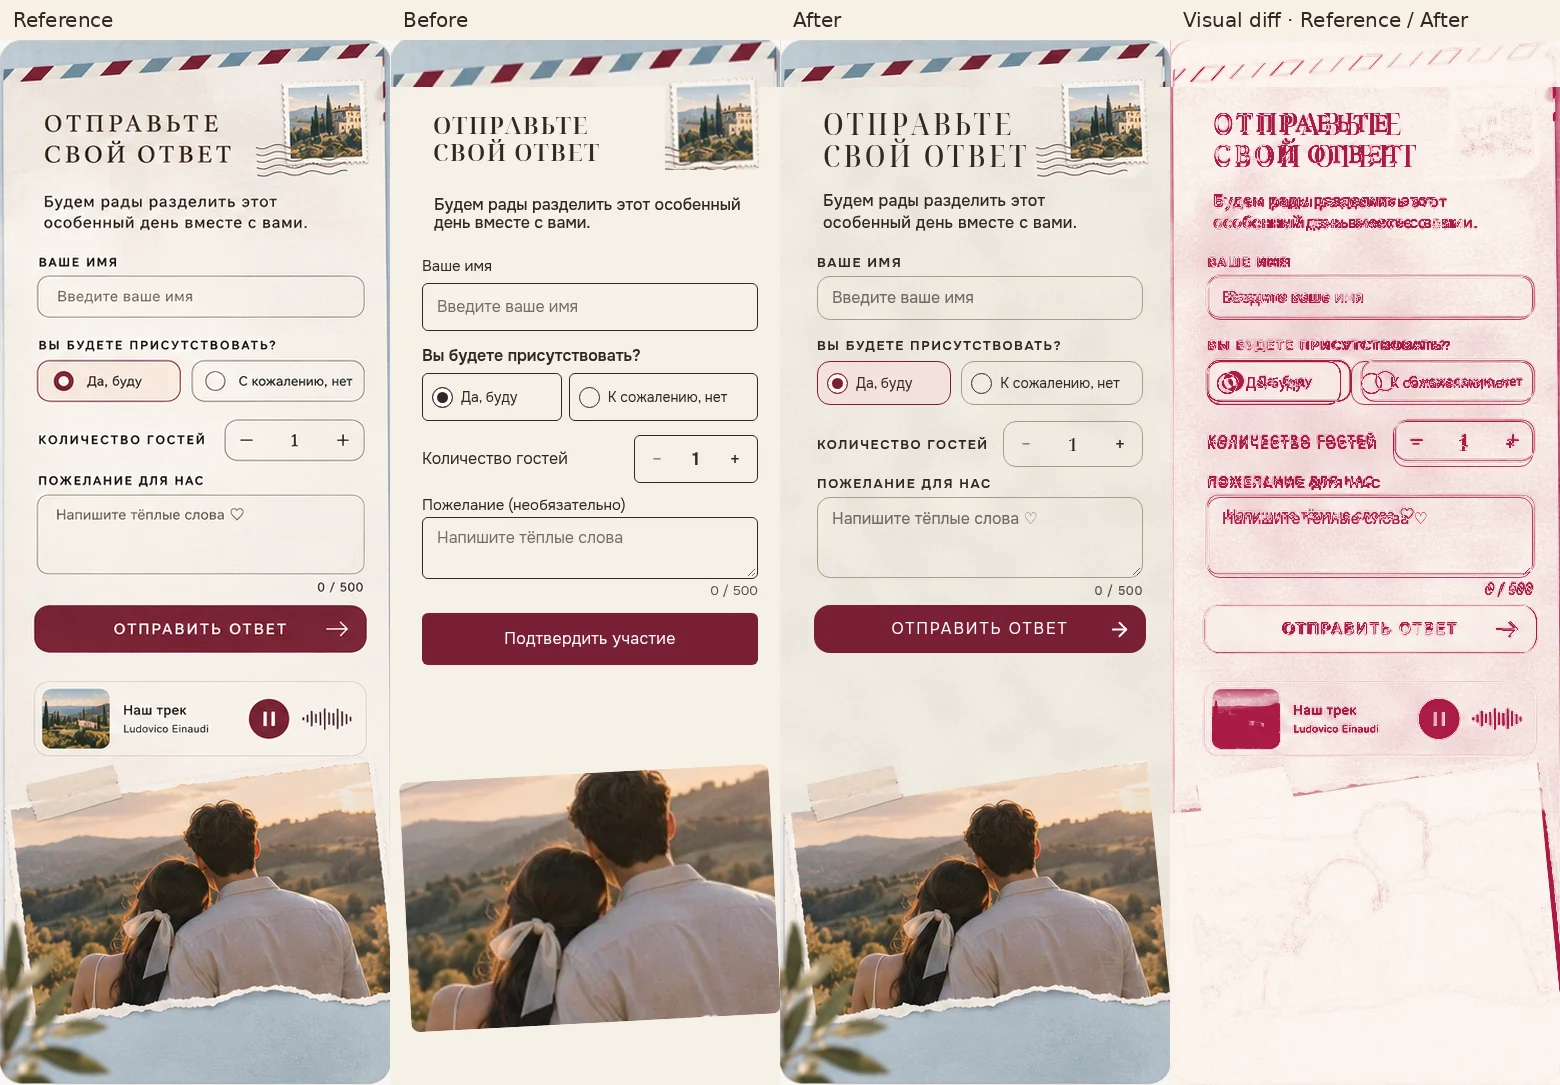 Reference
ОТПРАВЬТЕ
СВОЙ ОТВЕТ
Будем рады разделить этот
особенный день вместе с вами.
ВАШЕ ИМЯ
Введите ваше имя
ВЫ БУДЕТЕ ПРИСУТСТВОВАТЬ?
Да, буду
С кожалению, нет
КОЛИЧЕСТВО ГОСТЕЙ
− 1 +
ПОЖЕЛАНИЕ ДЛЯ НАС
Напишите тёплые слова ♡
0 / 500
ОТПРАВИТЬ ОТВЕТ →
Наш трек
Ludovico Einaudi
Before
ОТПРАВЬТЕ
СВОЙ ОТВЕТ
Будем рады разделить этот особенный
день вместе с вами.
Ваше имя
Введите ваше имя
Вы будете присутствовать?
Да, буду
К сожалению, нет
Количество гостей
− 1 +
Пожелание (необязательно)
Напишите тёплые слова
0 / 500
Подтвердить участие
After
ОТПРАВЬТЕ
СВОЙ ОТВЕТ
Будем рады разделить этот
особенный день вместе с вами.
ВАШЕ ИМЯ
Введите ваше имя
ВЫ БУДЕТЕ ПРИСУТСТВОВАТЬ?
Да, буду
К сожалению, нет
КОЛИЧЕСТВО ГОСТЕЙ
− 1 +
ПОЖЕЛАНИЕ ДЛЯ НАС
Напишите тёплые слова ♡
0 / 500
ОТПРАВИТЬ ОТВЕТ →
Visual diff · Reference / After
ВАШЕ ИМЯ
0 / 500
ОТПРАВИТЬ ОТВЕТ →
Наш трек
Ludovico Einaudi